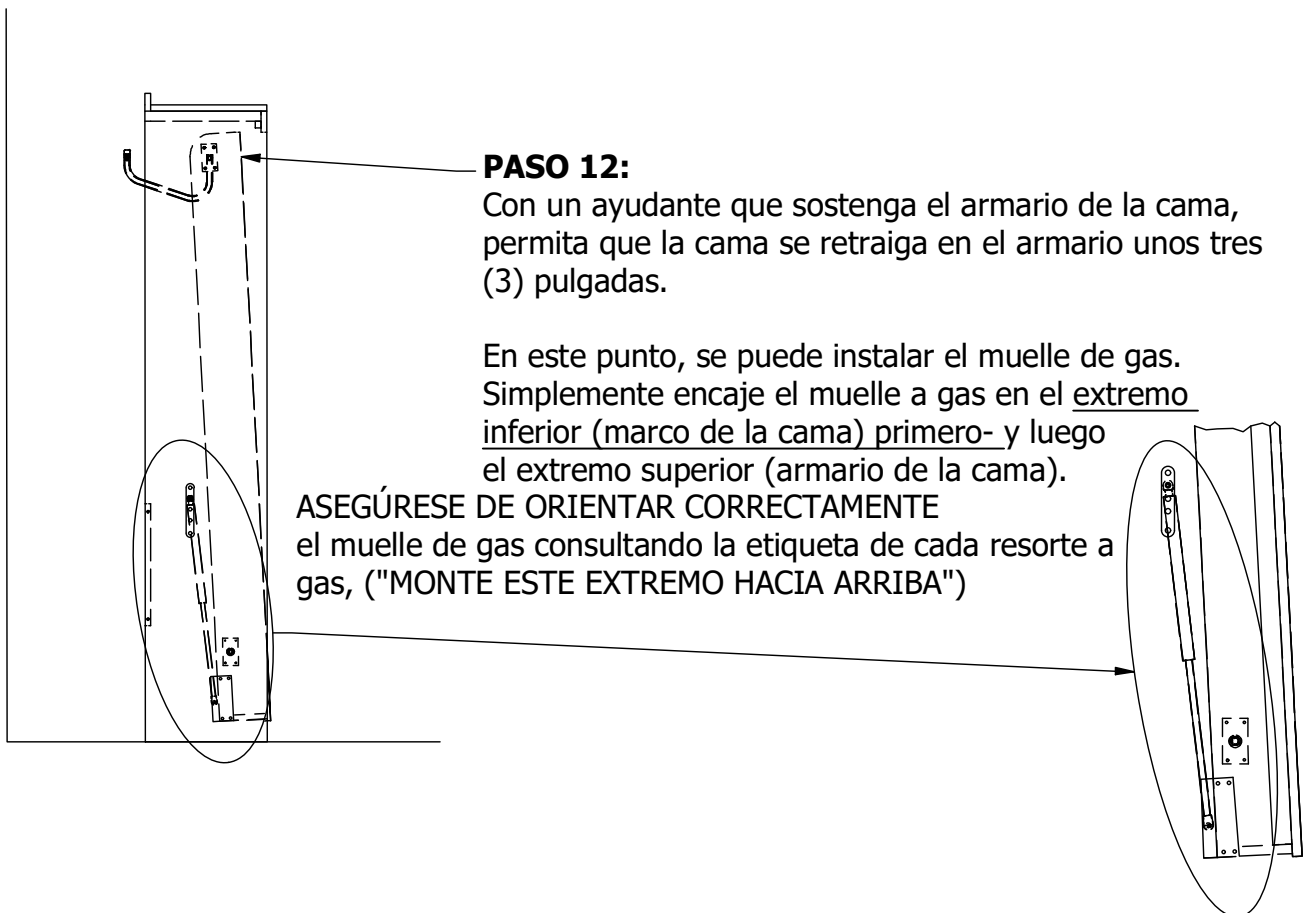 PASO 12:
Con un ayudante que sostenga el armario de la cama,
permita que la cama se retraiga en el armario unos tres
(3) pulgadas.
En este punto, se puede instalar el muelle de gas.
Simplemente encaje el muelle a gas en el extremo
inferior (marco de la cama) primero- y luego
el extremo superior (armario de la cama).
ASEGÚRESE DE ORIENTAR CORRECTAMENTE
el muelle de gas consultando la etiqueta de cada resorte a
gas, ("MONTE ESTE EXTREMO HACIA ARRIBA")